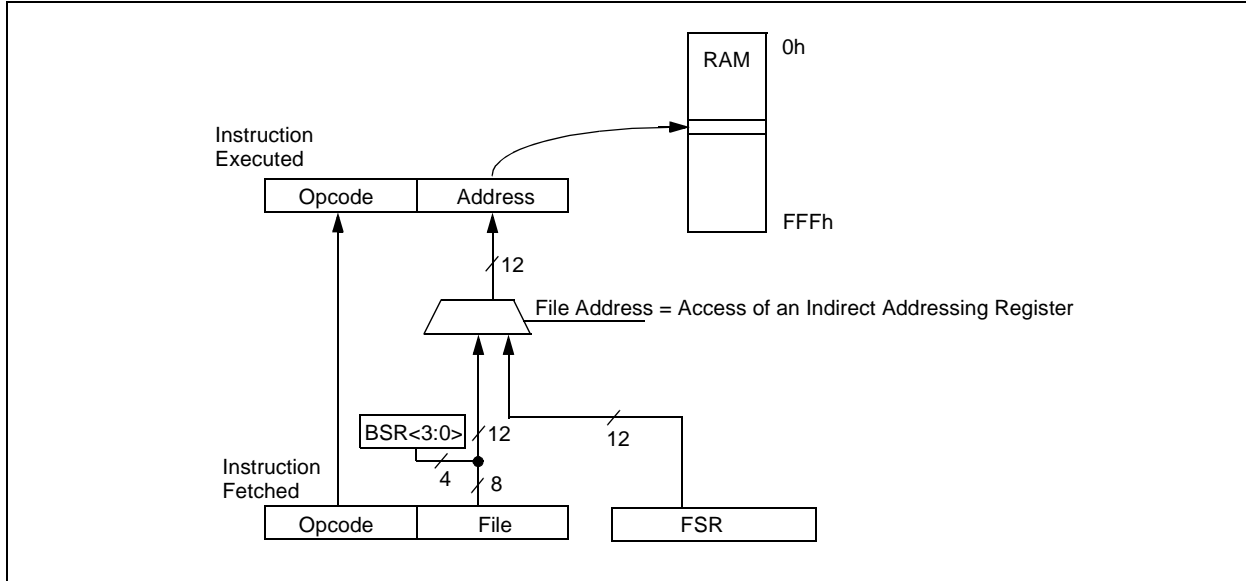 RAM
0h
Instruction
Executed
Opcode
Address
FFFh
12
File Address = Access of an Indirect Addressing Register
BSR<3:0>
12
12
Instruction
Fetched
4
8
Opcode
File
FSR